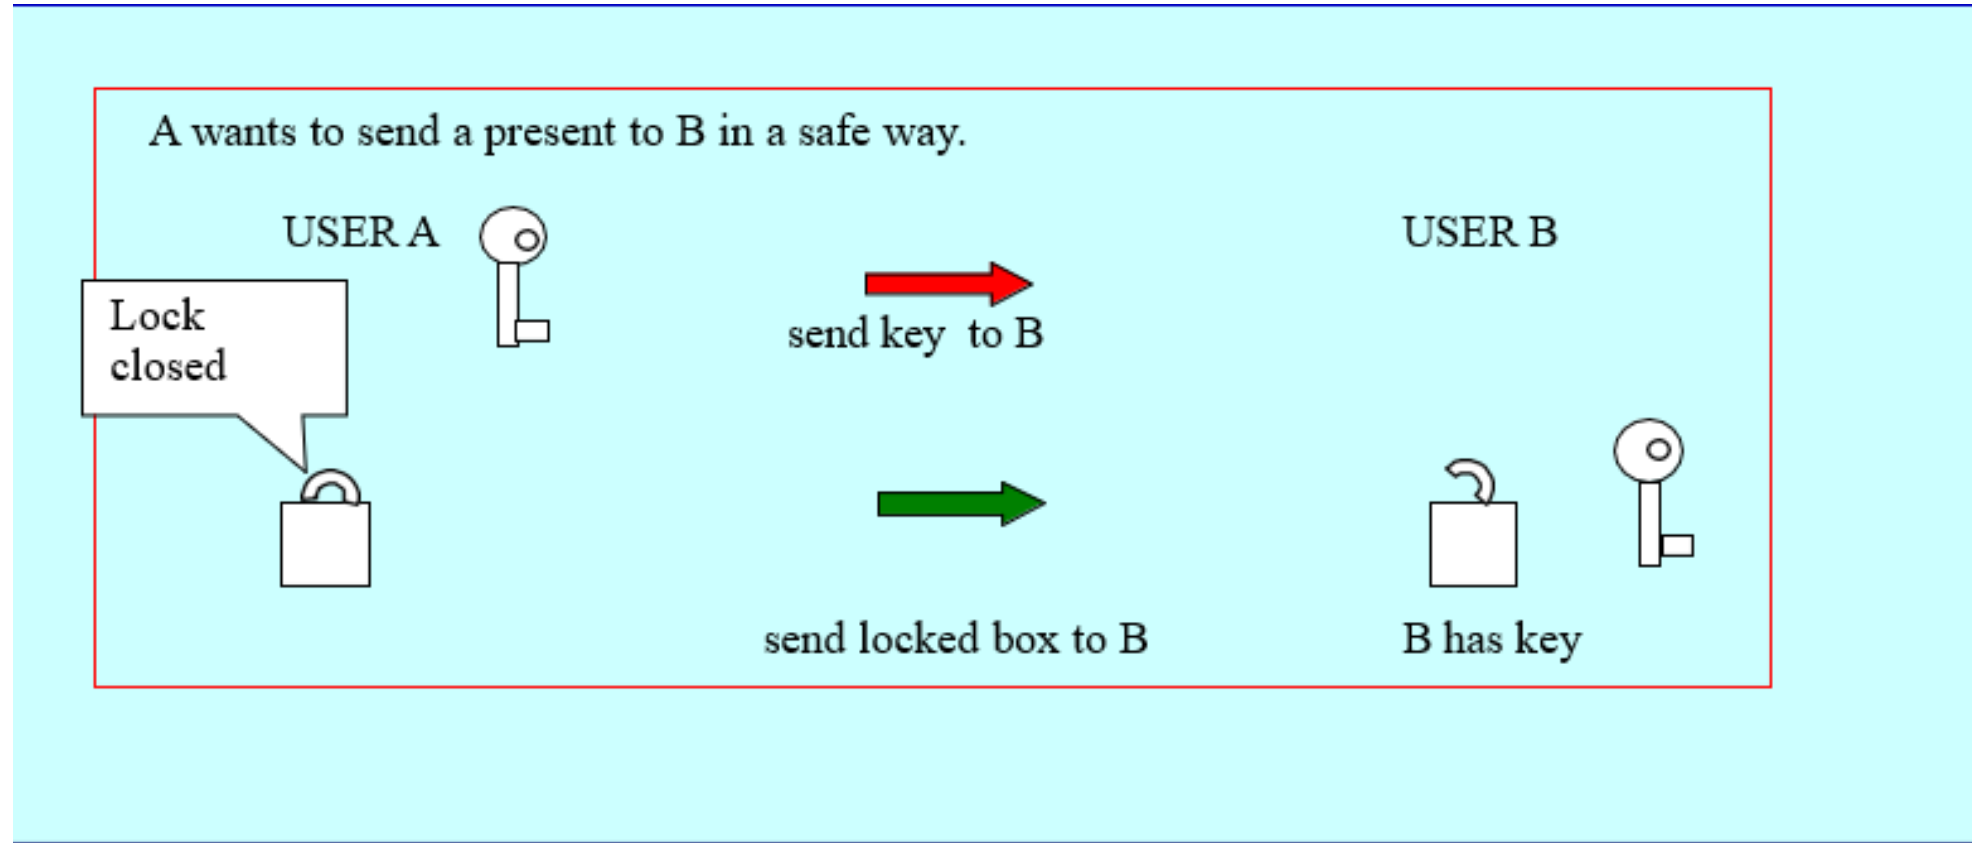 A wants to send a present to B in a safe way.
USER A
USER B
Lock
closed
send key  to B
send locked box to B
B has key